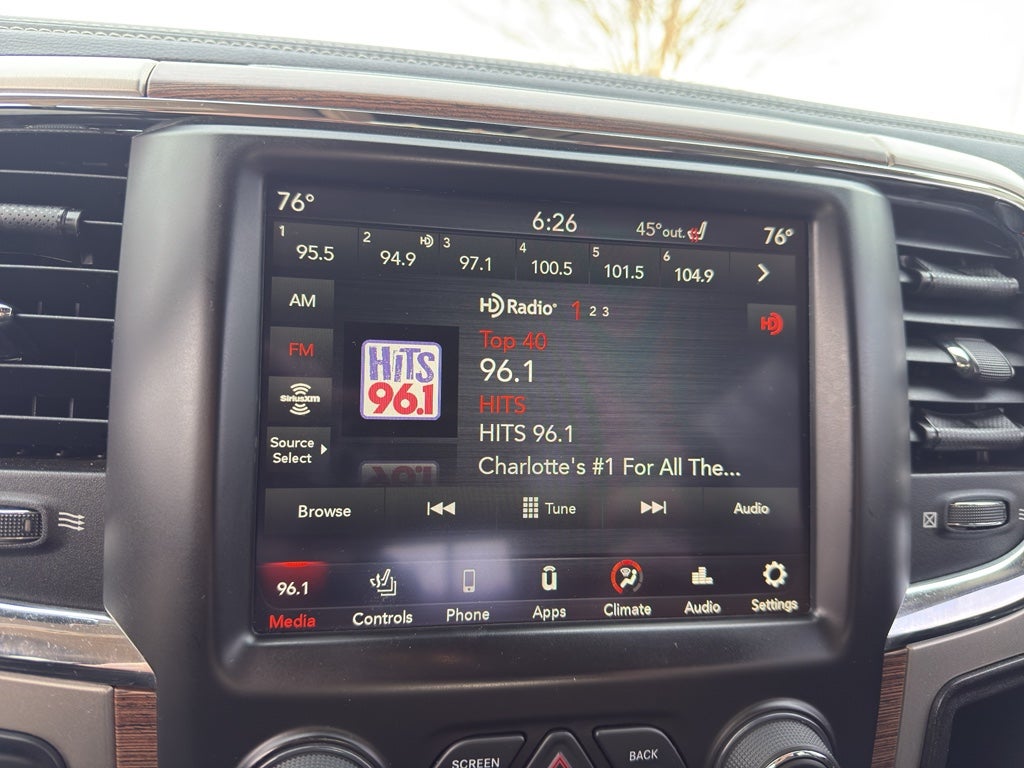 76° 6:26 45°out. 76°
1 95.5 2 94.9 HD 3 97.1 4 100.5 5 101.5 6 104.9
AM
HD Radio 1 2 3
HD
Top 40
FM
HiTS
96.1
96.1
SiriusXM
HITS
HITS 96.1
Source
Select
Charlotte's #1 For All The...
Browse Tune Audio
96.1
Media Controls Phone Apps Climate Audio Settings
SCREEN BACK